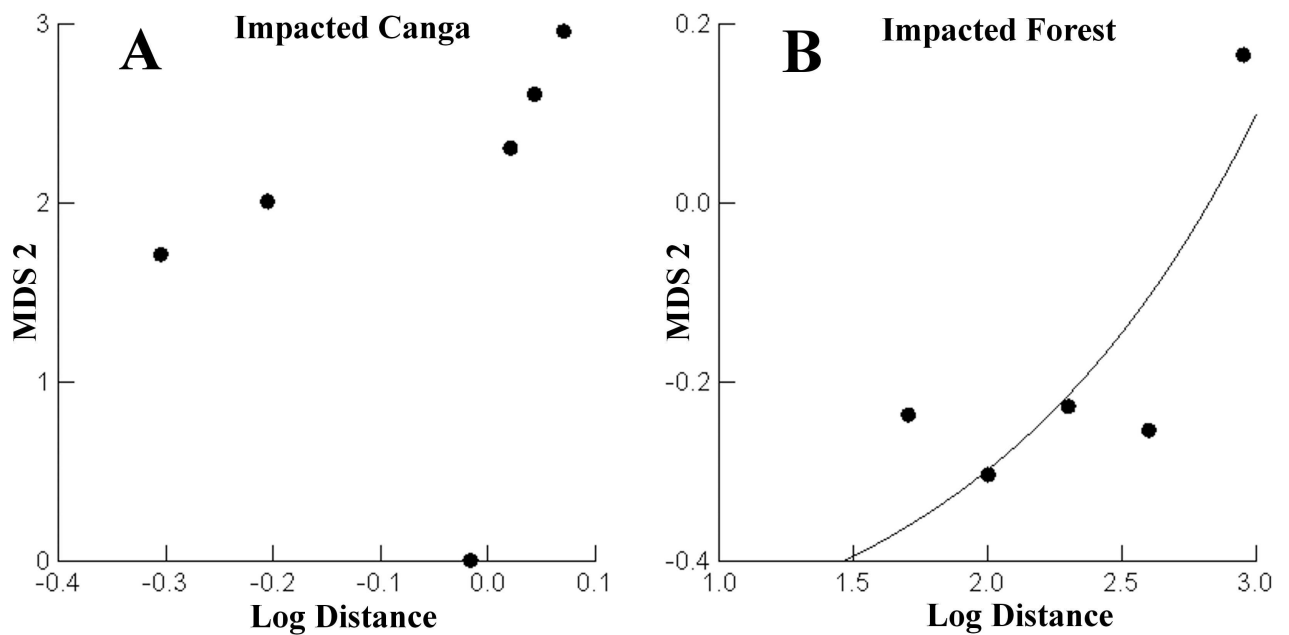 A
Impacted Canga
3
2
1
0
MDS 2
-0.4 -0.3 -0.2 -0.1 0.0 0.1
Log Distance
B
Impacted Forest
0.2
0.0
-0.2
-0.4
MDS 2
1.0 1.5 2.0 2.5 3.0
Log Distance